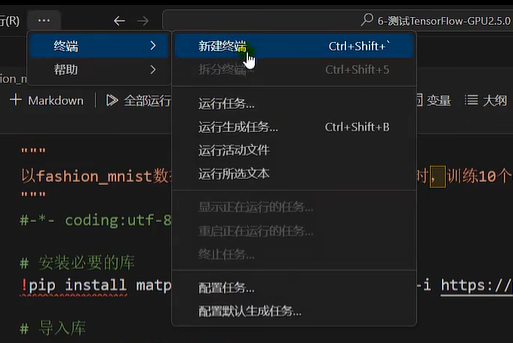 行(R) ... ← → 6-测试TensorFlow-GPU2.5.0
终端 >
帮助 >
新建终端 Ctrl+Shift+`
拆分终端 Ctrl+Shift+5
运行任务...
运行生成任务... Ctrl+Shift+B
运行活动文件
运行所选文本
显示正在运行的任务...
重启正在运行的任务...
终止任务...
配置任务...
配置默认生成任务...
+ Markdown 全部运行 变量 大纲
"""
以fashion_mnist数 时，训练10个
"""
#-*- coding:utf-8
# 安装必要的库
!pip install matp -i https://
# 导入库